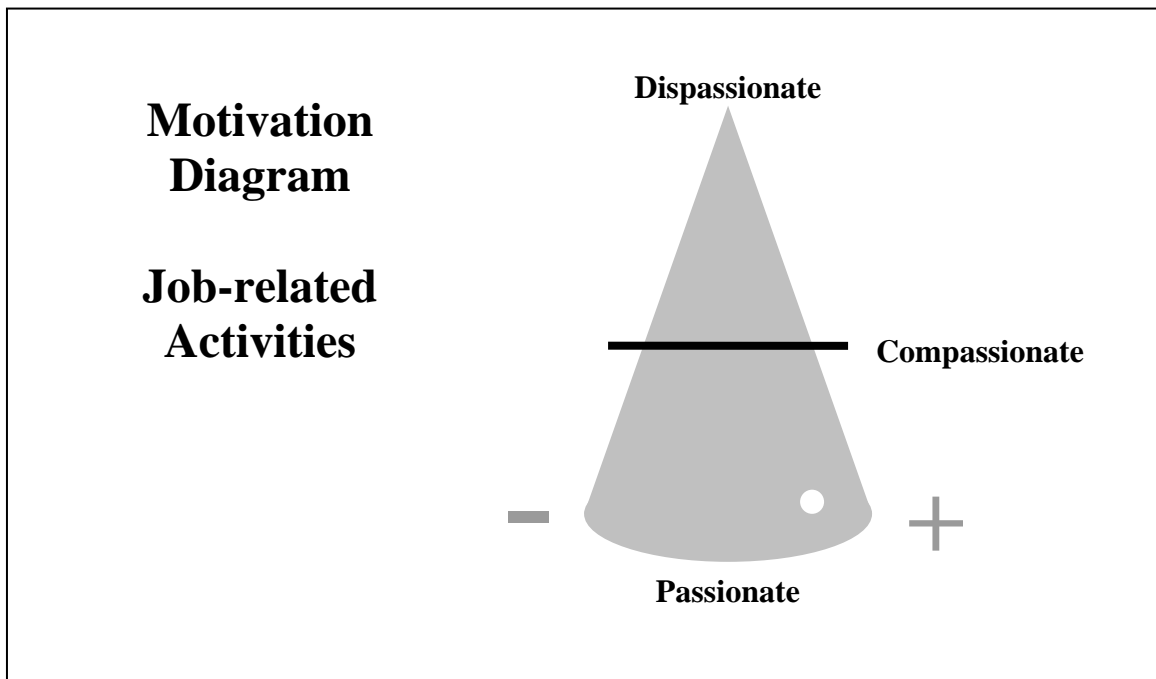 Motivation
Diagram
Job-related
Activities
Dispassionate
Compassionate
Passionate